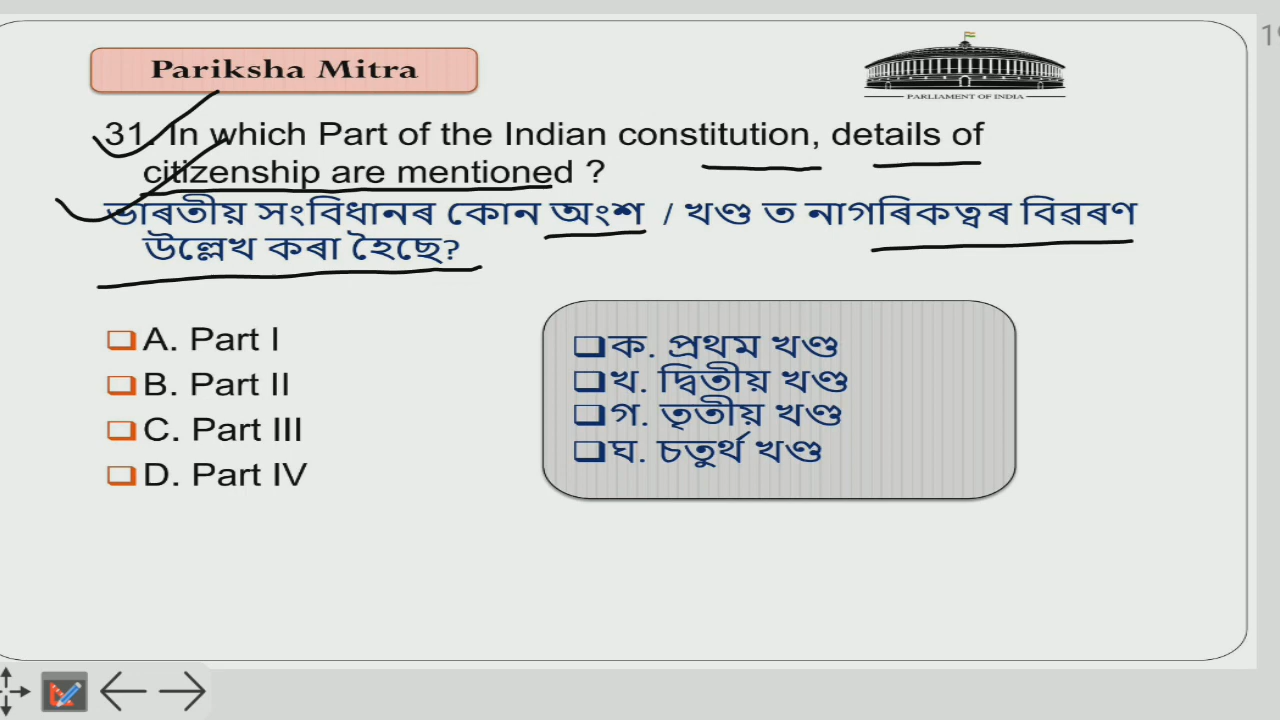 Pariksha Mitra
PARLIAMENT OF INDIA
31. In which Part of the Indian constitution, details of
citizenship are mentioned ?
ভাৰতীয় সংবিধানৰ কোন অংশ / খণ্ড ত নাগৰিকত্বৰ বিৱৰণ
উল্লেখ কৰা হৈছে?
A. Part I
B. Part II
C. Part III
D. Part IV
ক. প্ৰথম খণ্ড
খ. দ্বিতীয় খণ্ড
গ. তৃতীয় খণ্ড
ঘ. চতুৰ্থ খণ্ড